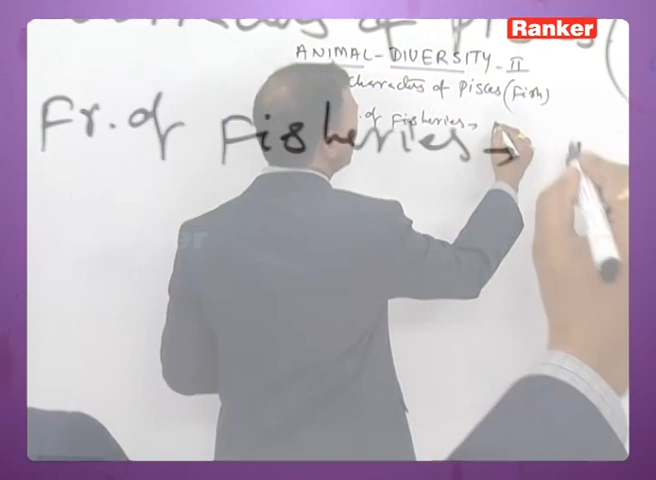 Ranker
ANIMAL-DIVERSITY-II
Characters of Pisces (Fish)
of Fisheries →
Fr. of Fisheries →